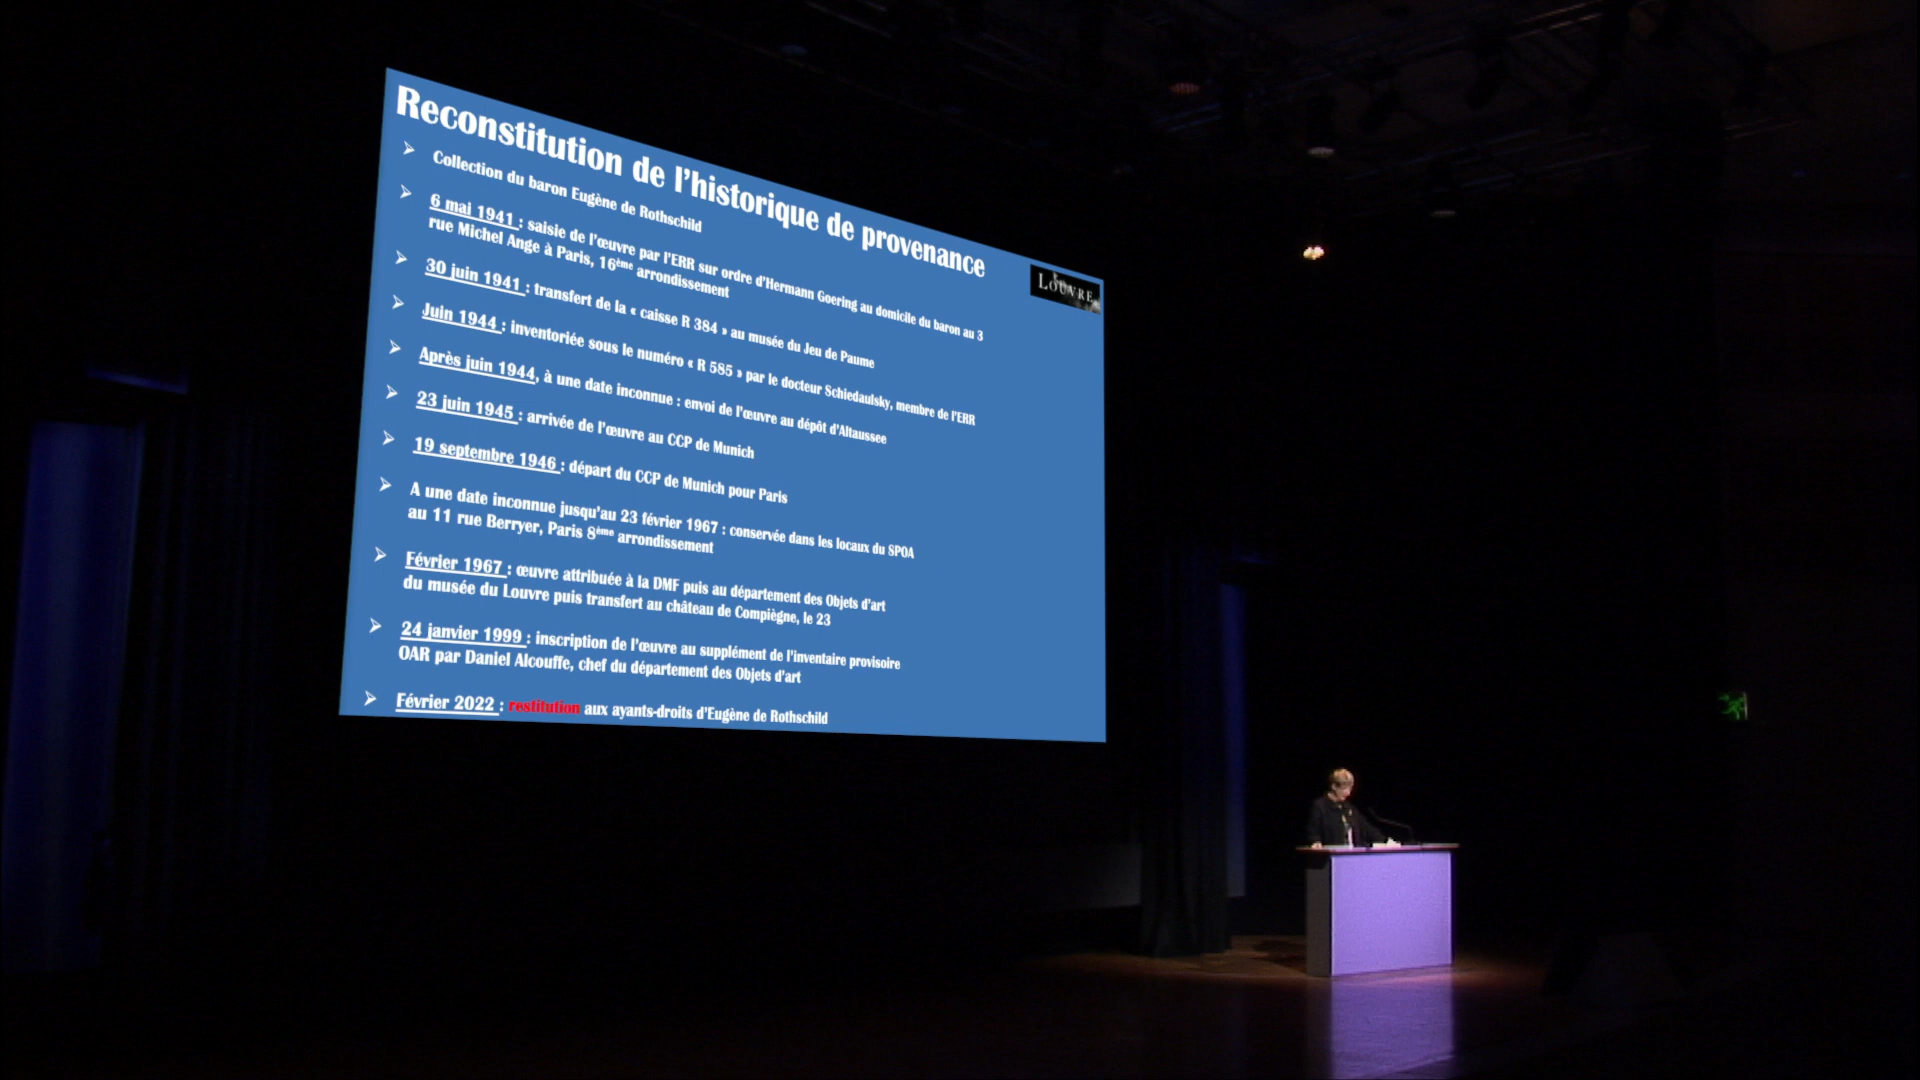 Reconstitution de l'historique de provenance
Collection du baron Eugène de Rothschild
6 mai 1941 : saisie de l'œuvre par l'ERR sur ordre d'Hermann Goering au domicile du baron au 3
rue Michel Ange à Paris, 16ème arrondissement
30 juin 1941 : transfert de la « caisse R 384 » au musée du Jeu de Paume
Juin 1944 : inventoriée sous le numéro « R 585 » par le docteur Schiedaulsky, membre de l'ERR
Après juin 1944, à une date inconnue : envoi de l'œuvre au dépôt d'Altaussee
23 juin 1945 : arrivée de l'œuvre au CCP de Munich
19 septembre 1946 : départ du CCP de Munich pour Paris
A une date inconnue jusqu'au 23 février 1967 : conservée dans les locaux du SPOA
au 11 rue Berryer, Paris 8ème arrondissement
Février 1967 : œuvre attribuée à la DMF puis au département des Objets d'art
du musée du Louvre puis transfert au château de Compiègne, le 23
24 janvier 1999 : inscription de l'œuvre au supplément de l'inventaire provisoire
OAR par Daniel Alcouffe, chef du département des Objets d'art
Février 2022 : restitution aux ayants-droits d'Eugène de Rothschild
LOUVRE